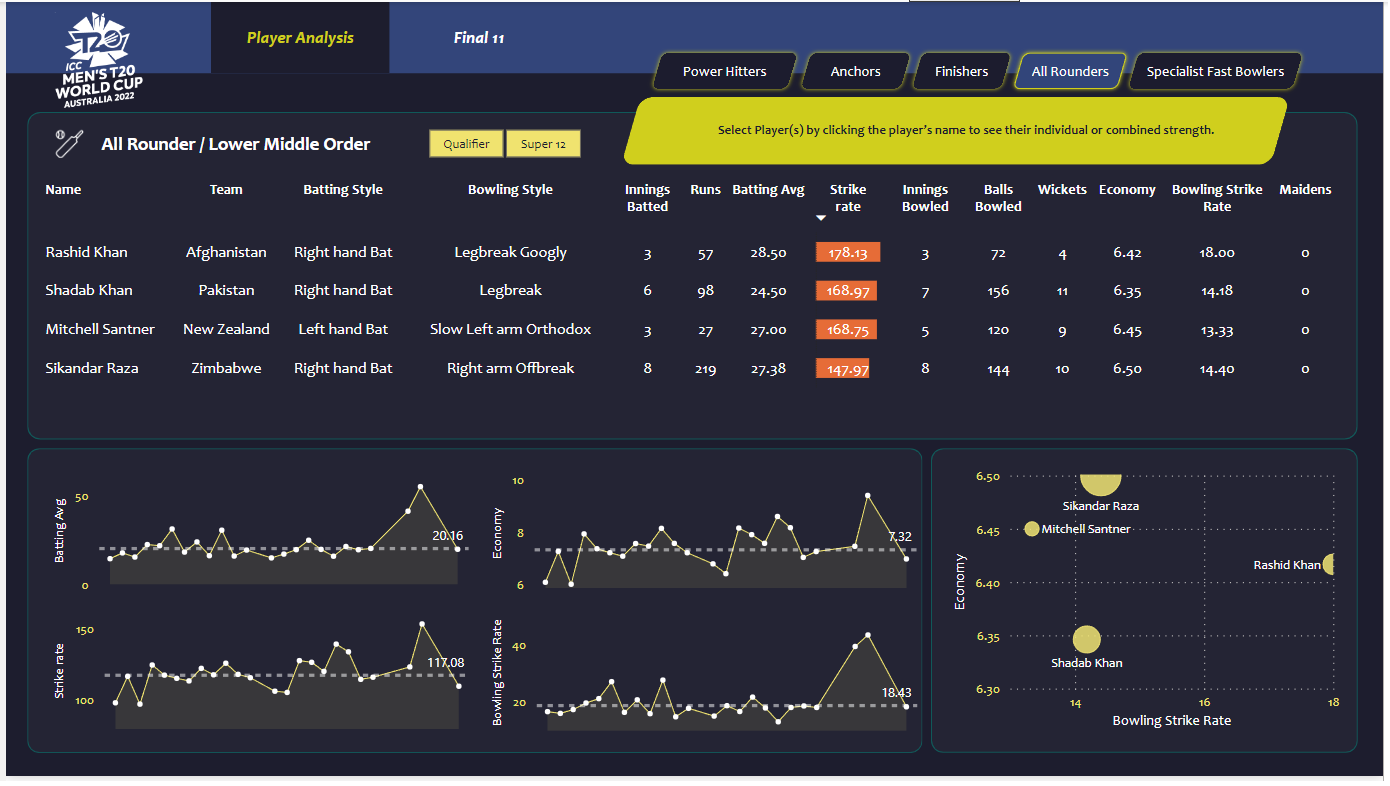 Player Analysis
Final 11
ICC
MEN'S T20
WORLD CUP
AUSTRALIA 2022
T20
Power Hitters
Anchors
Finishers
All Rounders
Specialist Fast Bowlers
Select Player(s) by clicking the player's name to see their individual or combined strength.
All Rounder / Lower Middle Order
Qualifier
Super 12
Name Team Batting Style Bowling Style Innings Batted Runs Batting Avg Strike rate Innings Bowled Balls Bowled Wickets Economy Bowling Strike Rate Maidens
Rashid Khan Afghanistan Right hand Bat Legbreak Googly 3 57 28.50 178.13 3 72 4 6.42 18.00 0
Shadab Khan Pakistan Right hand Bat Legbreak 6 98 24.50 168.97 7 156 11 6.35 14.18 0
Mitchell Santner New Zealand Left hand Bat Slow Left arm Orthodox 3 27 27.00 168.75 5 120 9 6.45 13.33 0
Sikandar Raza Zimbabwe Right hand Bat Right arm Offbreak 8 219 27.38 147.97 8 144 10 6.50 14.40 0
Batting Avg
50
0
20.16
Economy
10
8
6
7.32
Strike rate
150
100
117.08
Bowling Strike Rate
40
20
18.43
Economy
6.50
6.45
6.40
6.35
6.30
Sikandar Raza
Mitchell Santner
Rashid Khan
Shadab Khan
14 16 18
Bowling Strike Rate